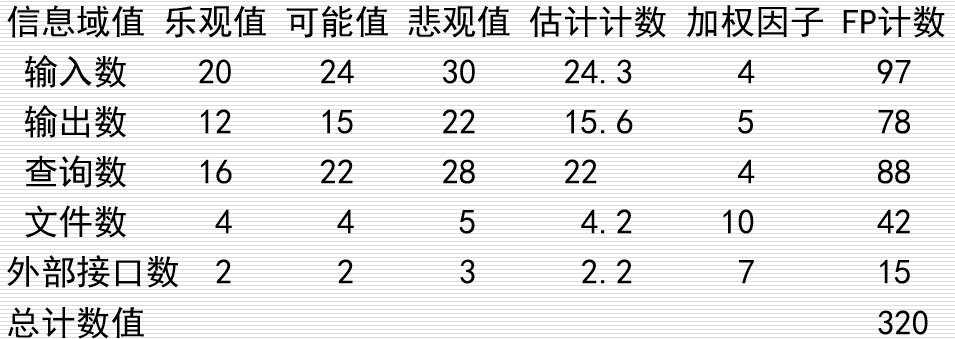 信息域值 乐观值 可能值 悲观值 估计计数 加权因子 FP计数
输入数 20 24 30 24.3 4 97
输出数 12 15 22 15.6 5 78
查询数 16 22 28 22 4 88
文件数 4 4 5 4.2 10 42
外部接口数 2 2 3 2.2 7 15
总计数值 320